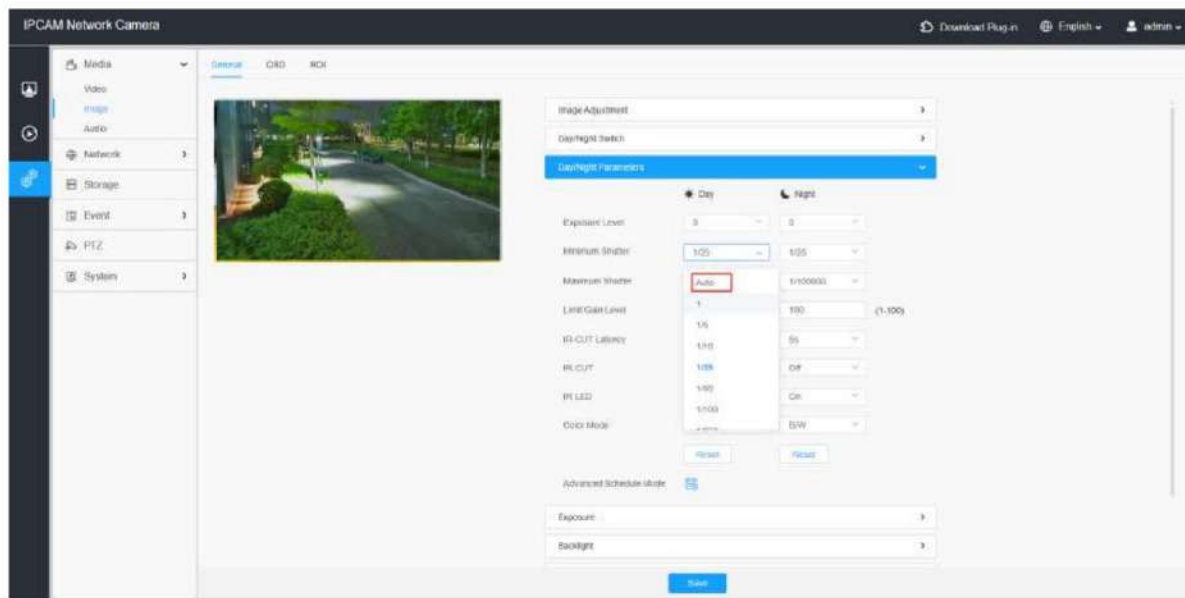 IPCAM Network Camera
Download Plug-in
English
admin
Media
Video
Image
Audio
Network
Storage
Event
PTZ
System
General
OSD
ROI
Image Adjustment
Day/Night Switch
Day/Night Parameters
Day
Night
Exposure Level
0
0
Minimum Shutter
1/25
1/25
Maximum Shutter
1/100000
Limit Gain Level
100
(1-100)
IR-CUT Latency
5s
IR-CUT
Off
IR LED
On
Color Mode
B/W
Auto
1
1/5
1/10
1/25
1/50
1/100
Reset
Reset
Advanced Schedule Mode
Exposure
Backlight
Save